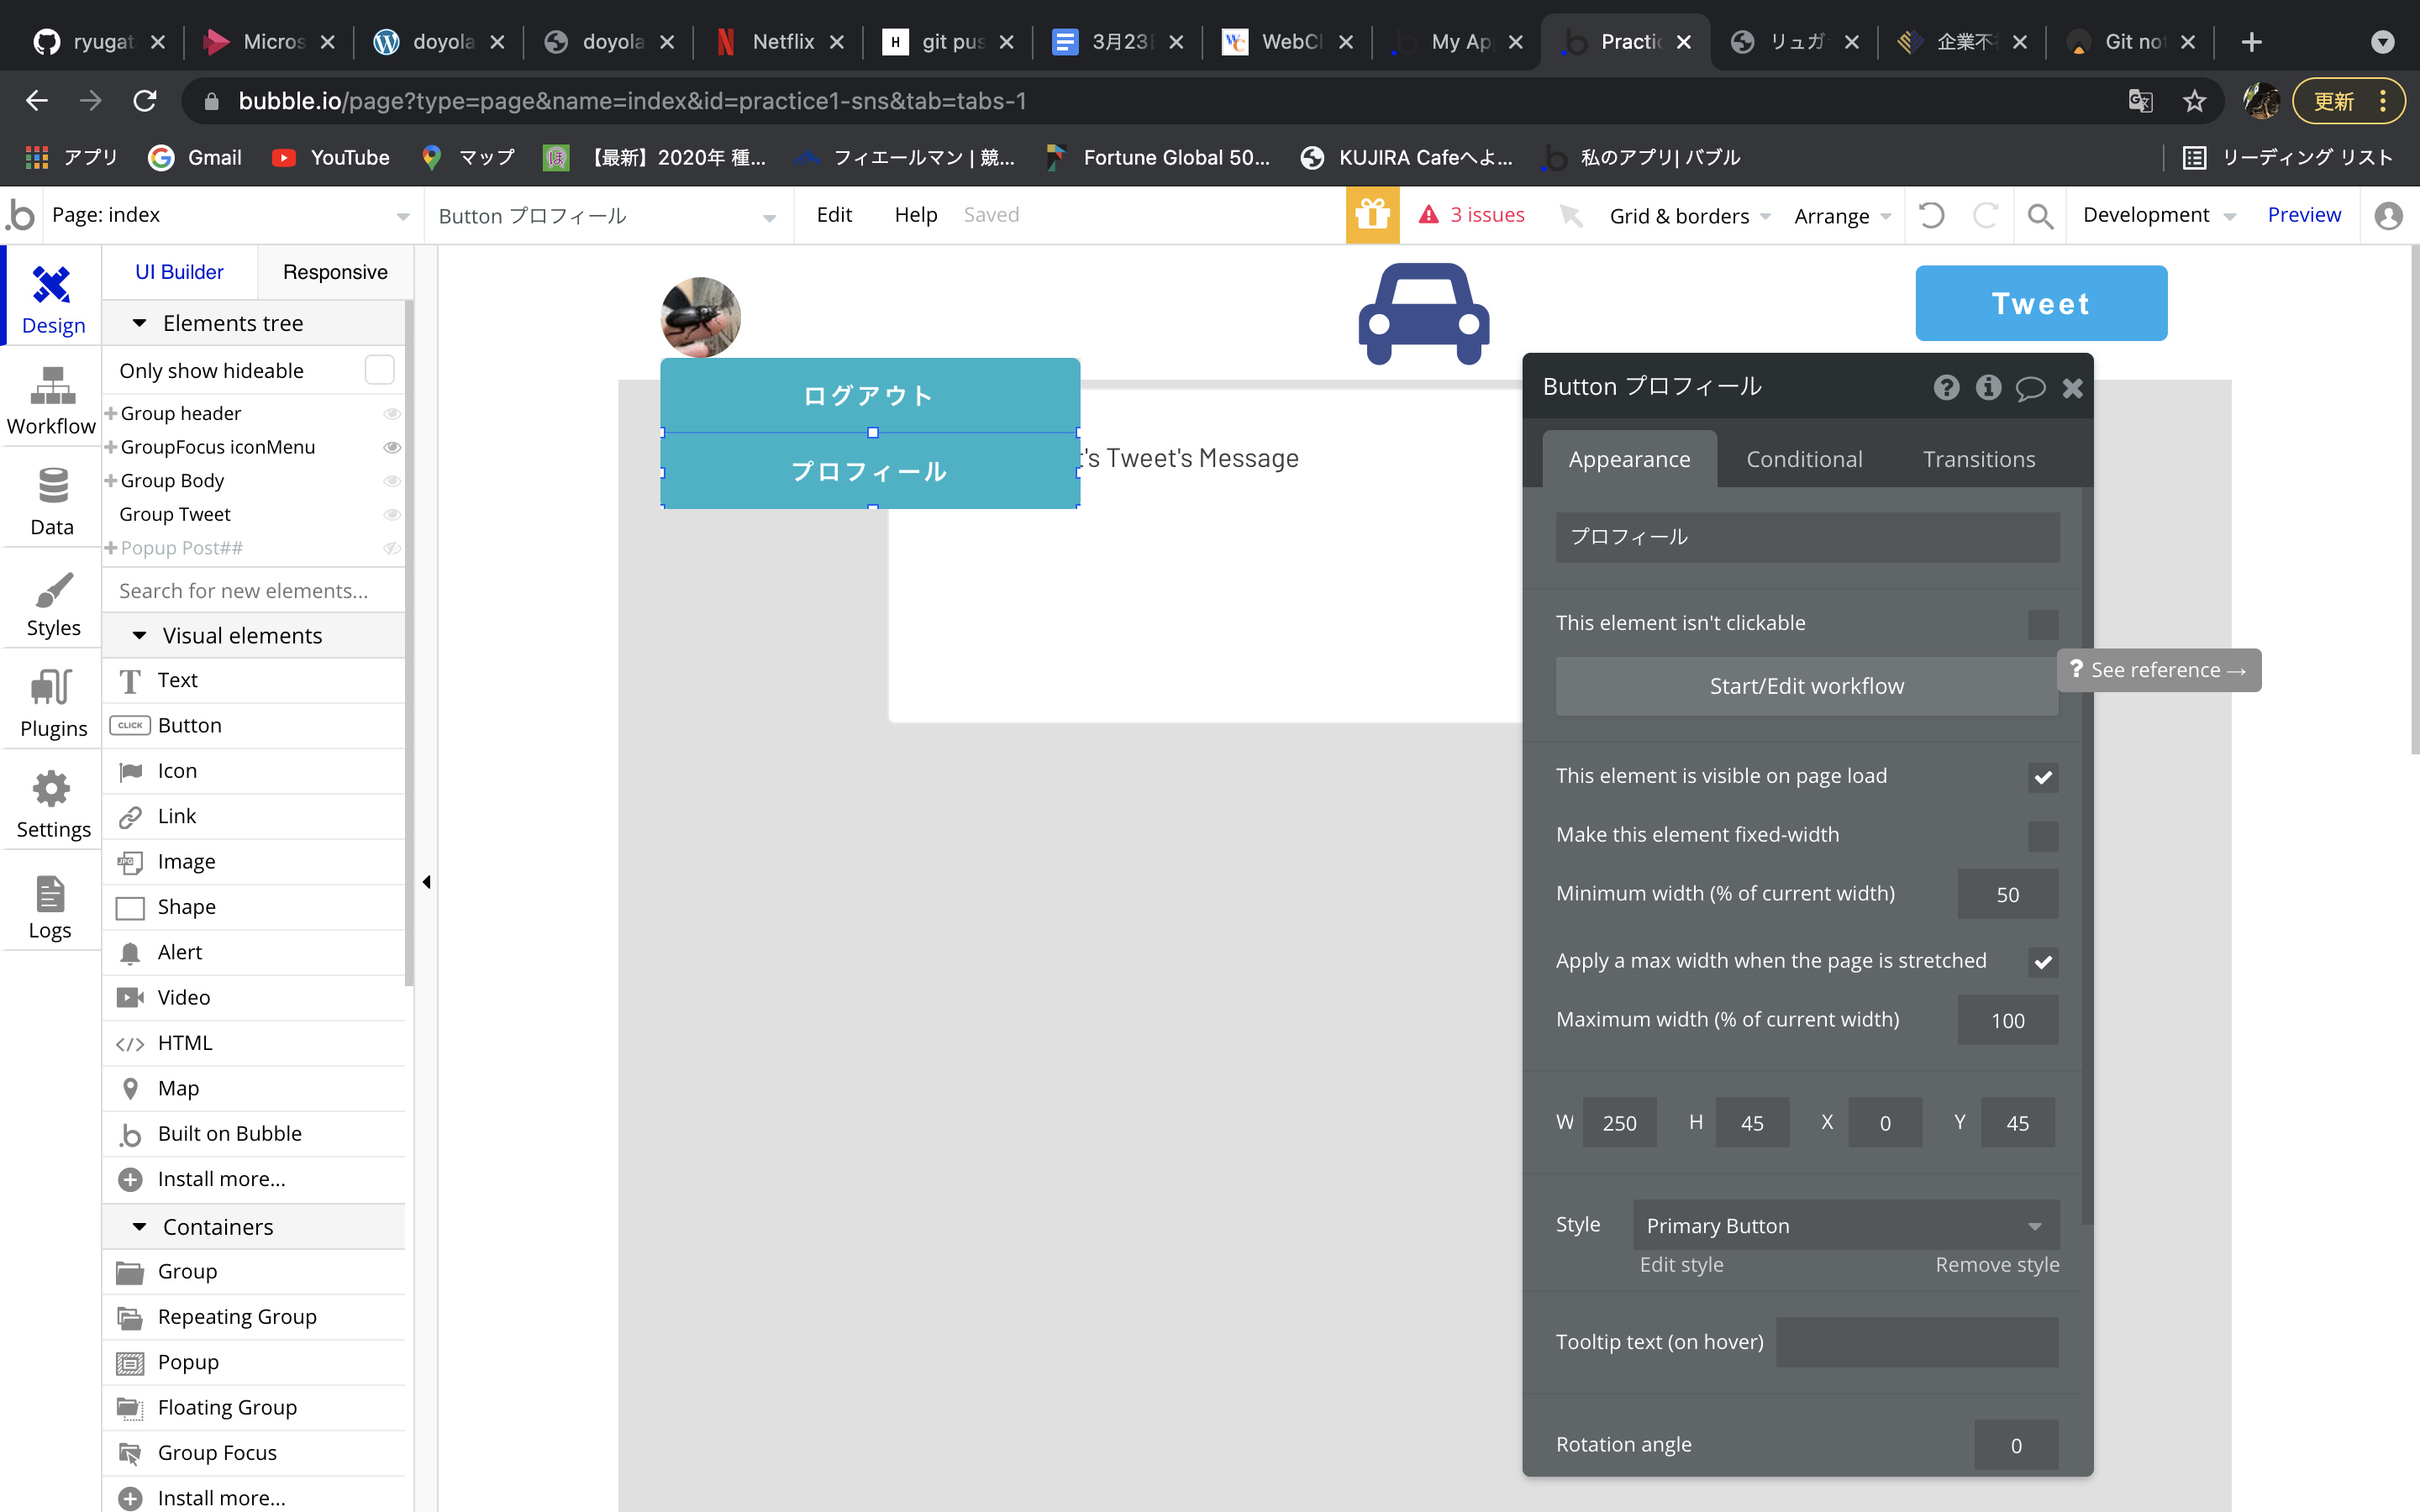 ryugat
Micros
doyola
doyola
Netflix
H git pus
3月23
WebCl
My Ap
Practic
リュガ
企業不
Git not
bubble.io/page?type=page&name=index&id=practice1-sns&tab=tabs-1
更新
アプリ
Gmail
YouTube
マップ
【最新】2020年 種...
フィエールマン | 競...
Fortune Global 50...
KUJIRA Cafeへよ...
私のアプリ| バブル
リーディング リスト
Page: index
Button プロフィール
Edit
Help
Saved
3 issues
Grid & borders
Arrange
Development
Preview
Design
Workflow
Data
Styles
Plugins
Settings
Logs
UI Builder
Responsive
Elements tree
Only show hideable
Group header
GroupFocus iconMenu
Group Body
Group Tweet
Popup Post##
Search for new elements...
Visual elements
Text
CLICK Button
Icon
Link
Image
Shape
Alert
Video
HTML
Map
Built on Bubble
Install more...
Containers
Group
Repeating Group
Popup
Floating Group
Group Focus
Install more...
Tweet
ログアウト
プロフィール
t's Tweet's Message
Button プロフィール
Appearance
Conditional
Transitions
プロフィール
This element isn't clickable
Start/Edit workflow
? See reference →
This element is visible on page load
Make this element fixed-width
Minimum width (% of current width) 50
Apply a max width when the page is stretched
Maximum width (% of current width) 100
W 250 H 45 X 0 Y 45
Style Primary Button
Edit style
Remove style
Tooltip text (on hover)
Rotation angle 0